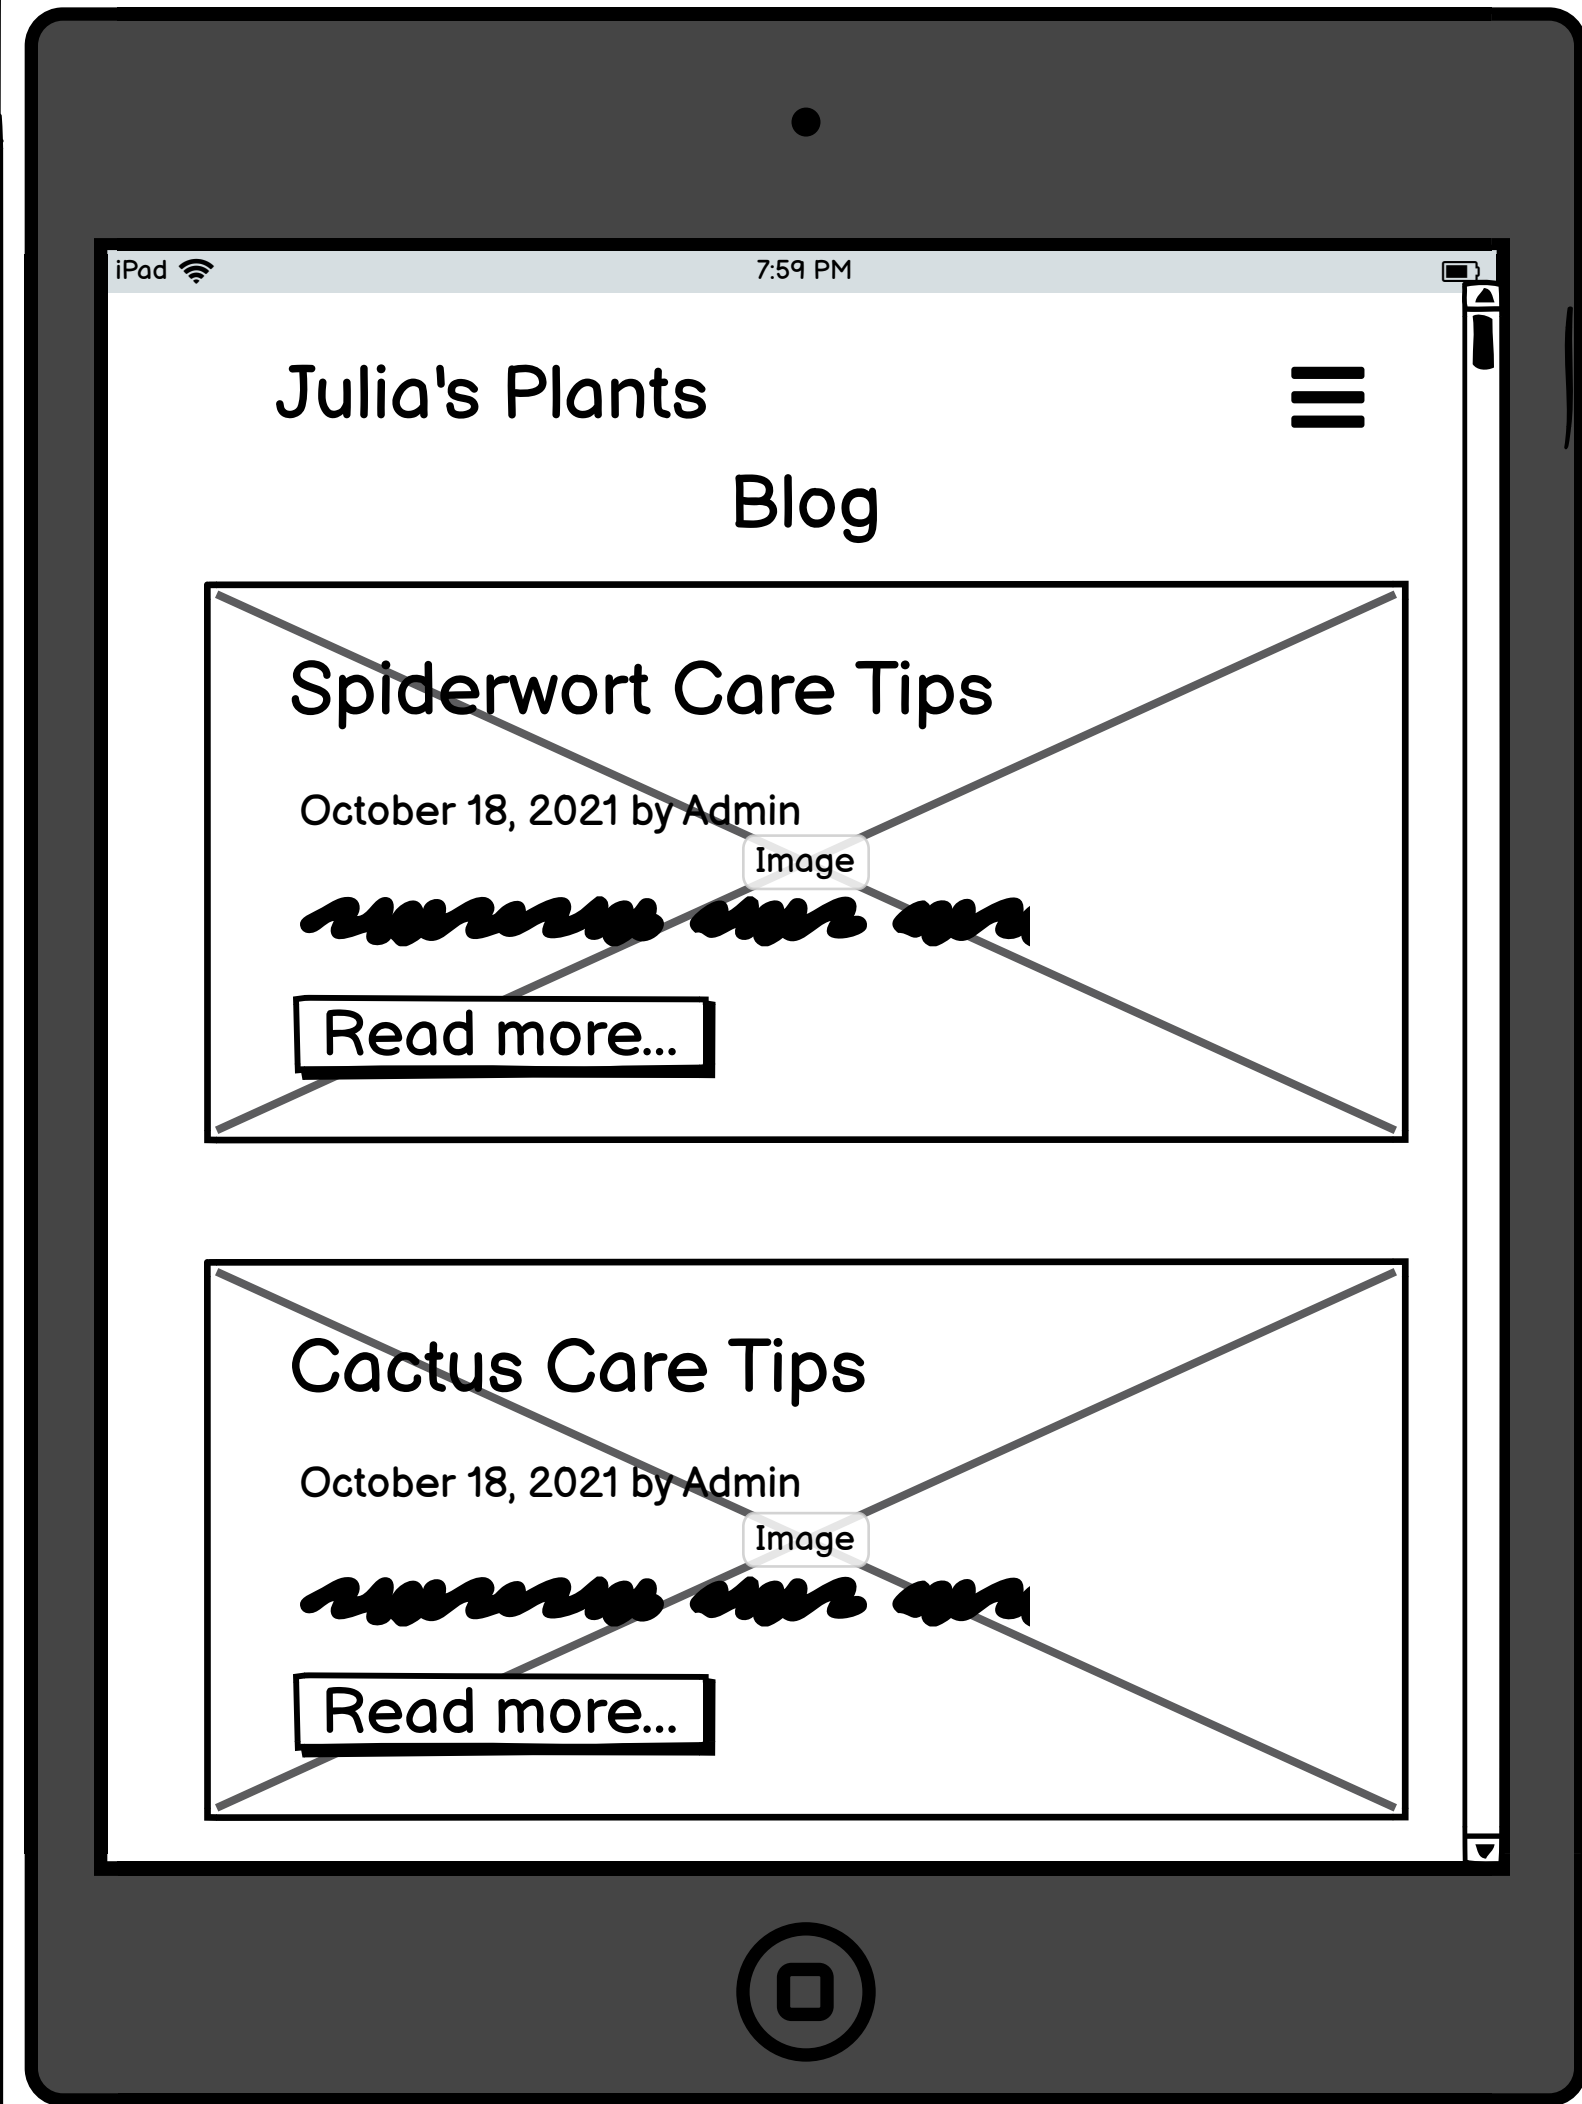 iPad 7:59 PM
Julia's Plants
Blog
Spiderwort Care Tips
October 18, 2021 by Admin
Image
Read more...
Cactus Care Tips
October 18, 2021 by Admin
Image
Read more...